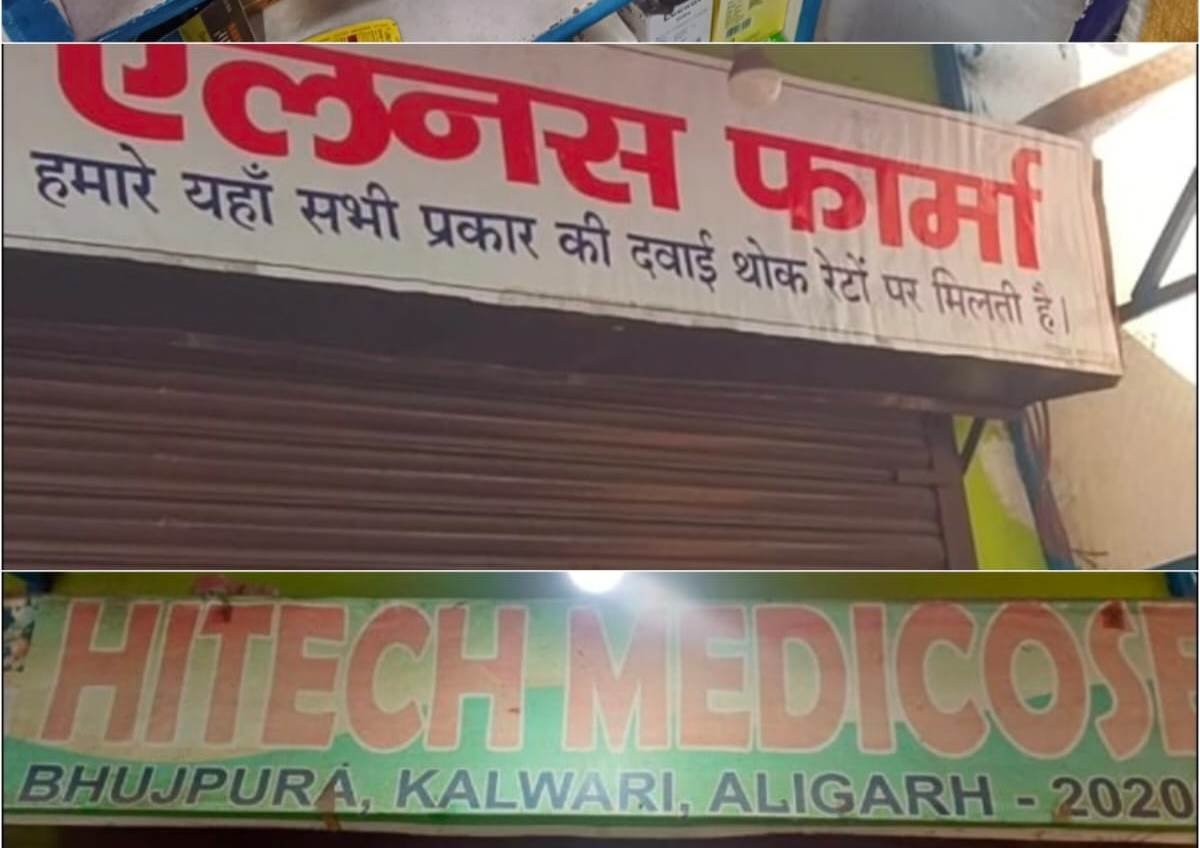 एलनस फार्मा
हमारे यहाँ सभी प्रकार की दवाई थोक रेटों पर मिलती है।
HITECH MEDICOSE
BHUJPURA, KALWARI, ALIGARH - 2020